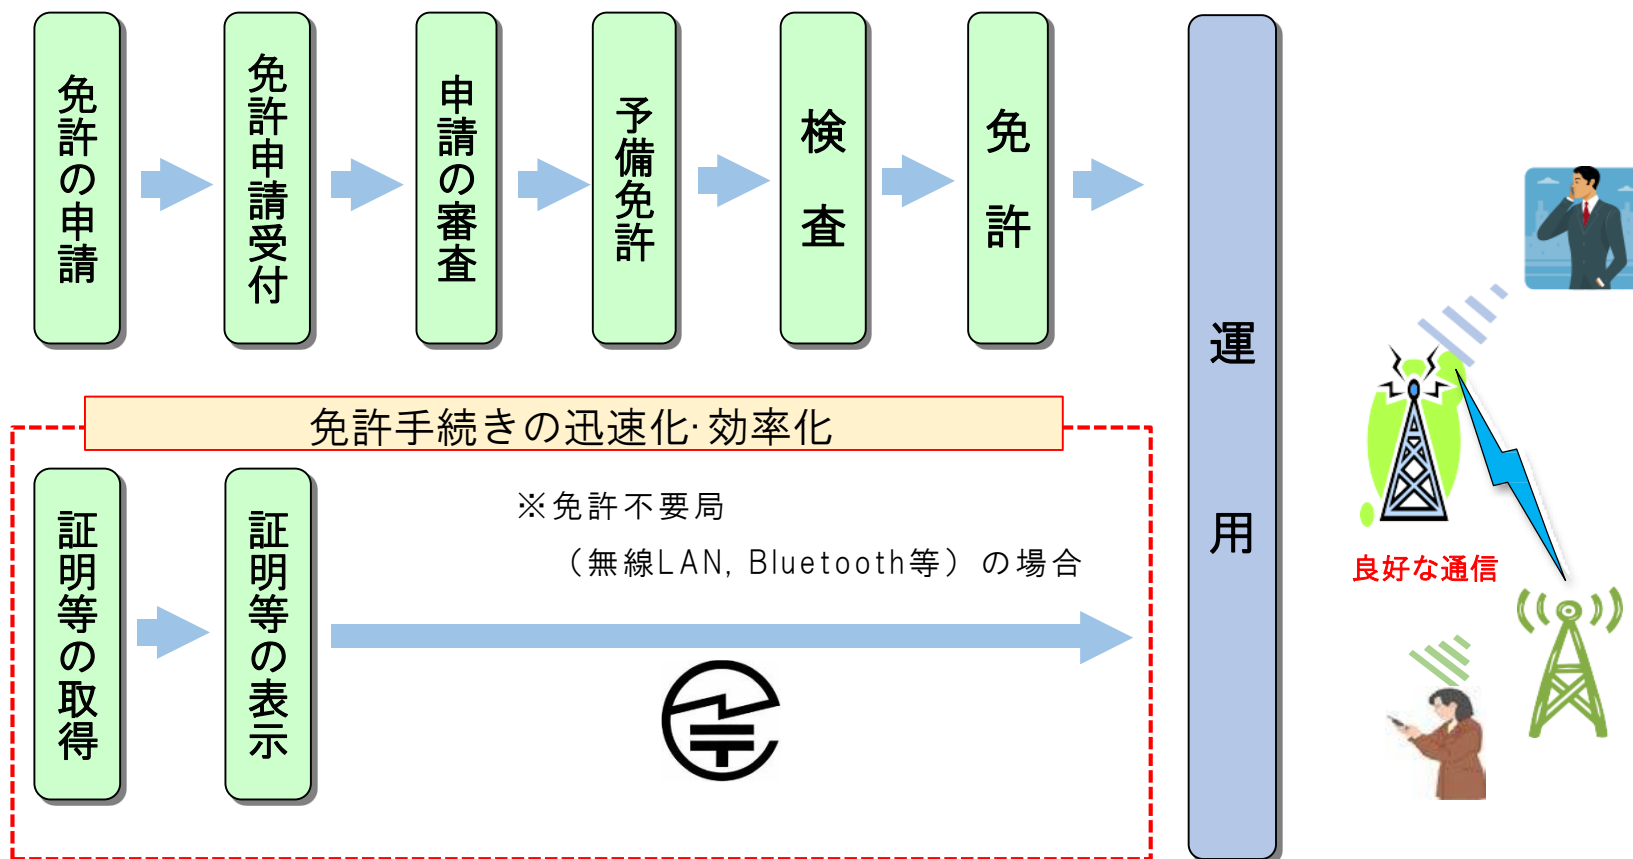 免許の申請
免許申請受付
申請の審査
予備免許
検査
免許
運用
免許手続きの迅速化・効率化
証明等の取得
証明等の表示
※免許不要局
（無線LAN, Bluetooth等）の場合
良好な通信